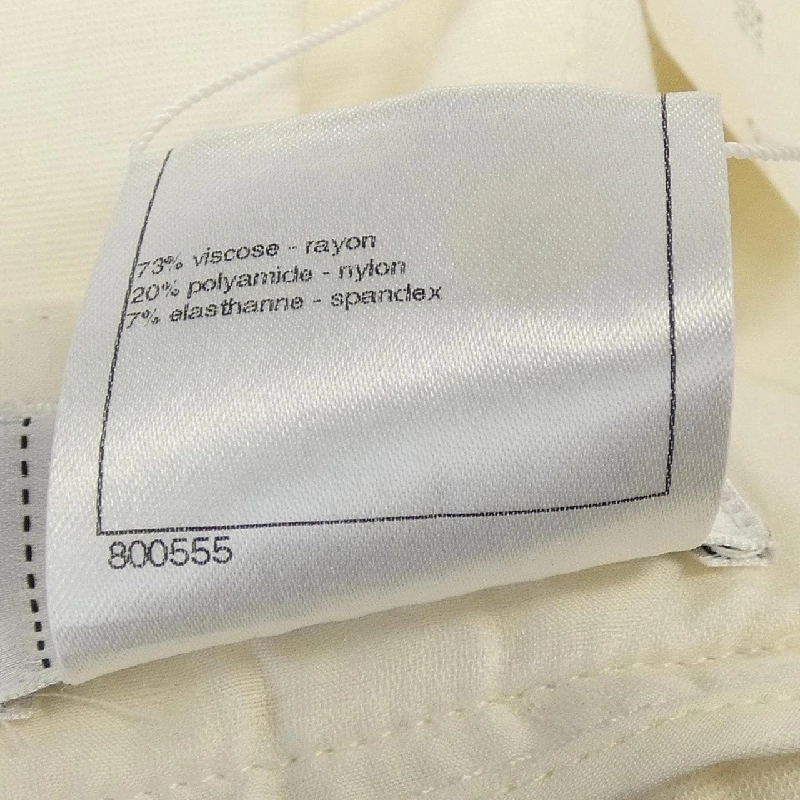 73% viscose - rayon
20% polyamide - nylon
7% elasthanne - spandex
800555